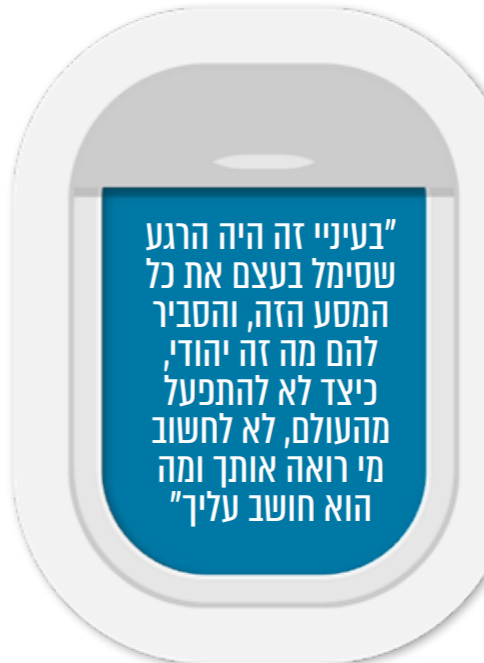 "בעיניי זה היה הרגע
שסימל בעצם את כל
המסע הזה, והסביר
להם מה זה יהודי,
כיצד לא להתפעל
מהעולם, לא לחשוב
מי רואה אותך ומה
הוא חושב עליך"